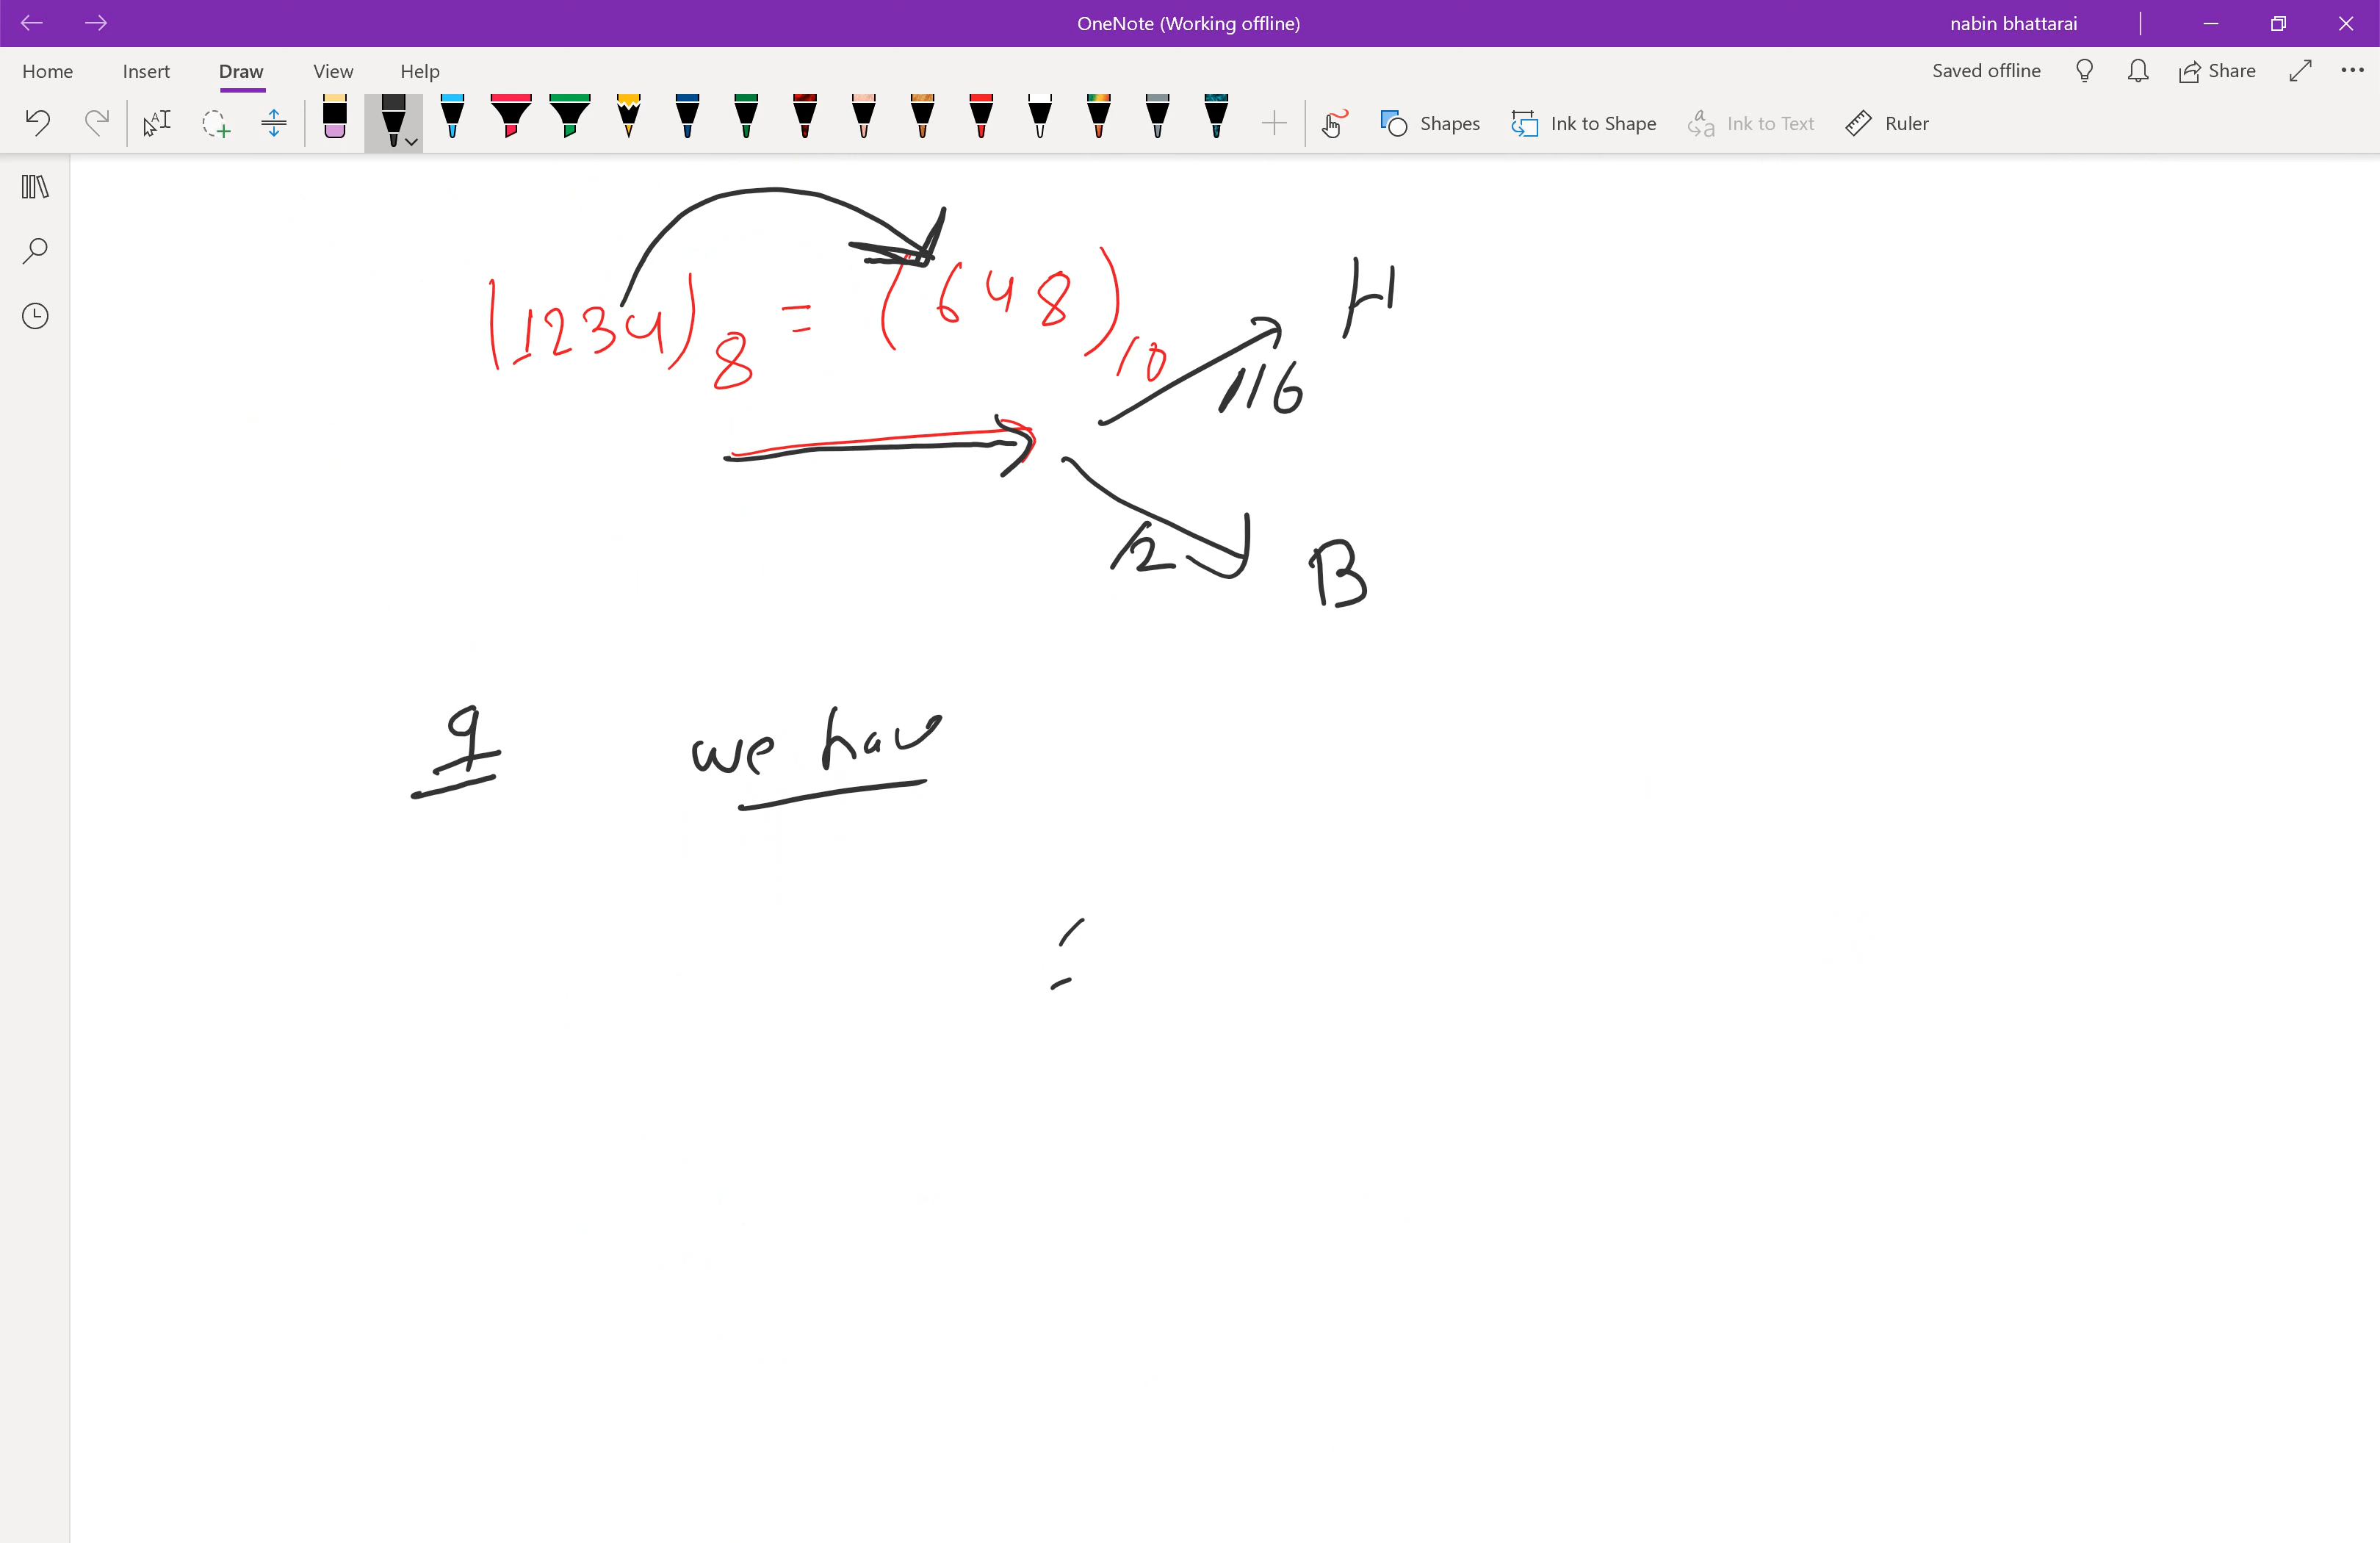 OneNote (Working offline)
nabin bhattarai
Home Insert Draw View Help
Saved offline Share
Shapes Ink to Shape Ink to Text Ruler
(1234)8 = (648)10
H
/16
/2
B
q we hav